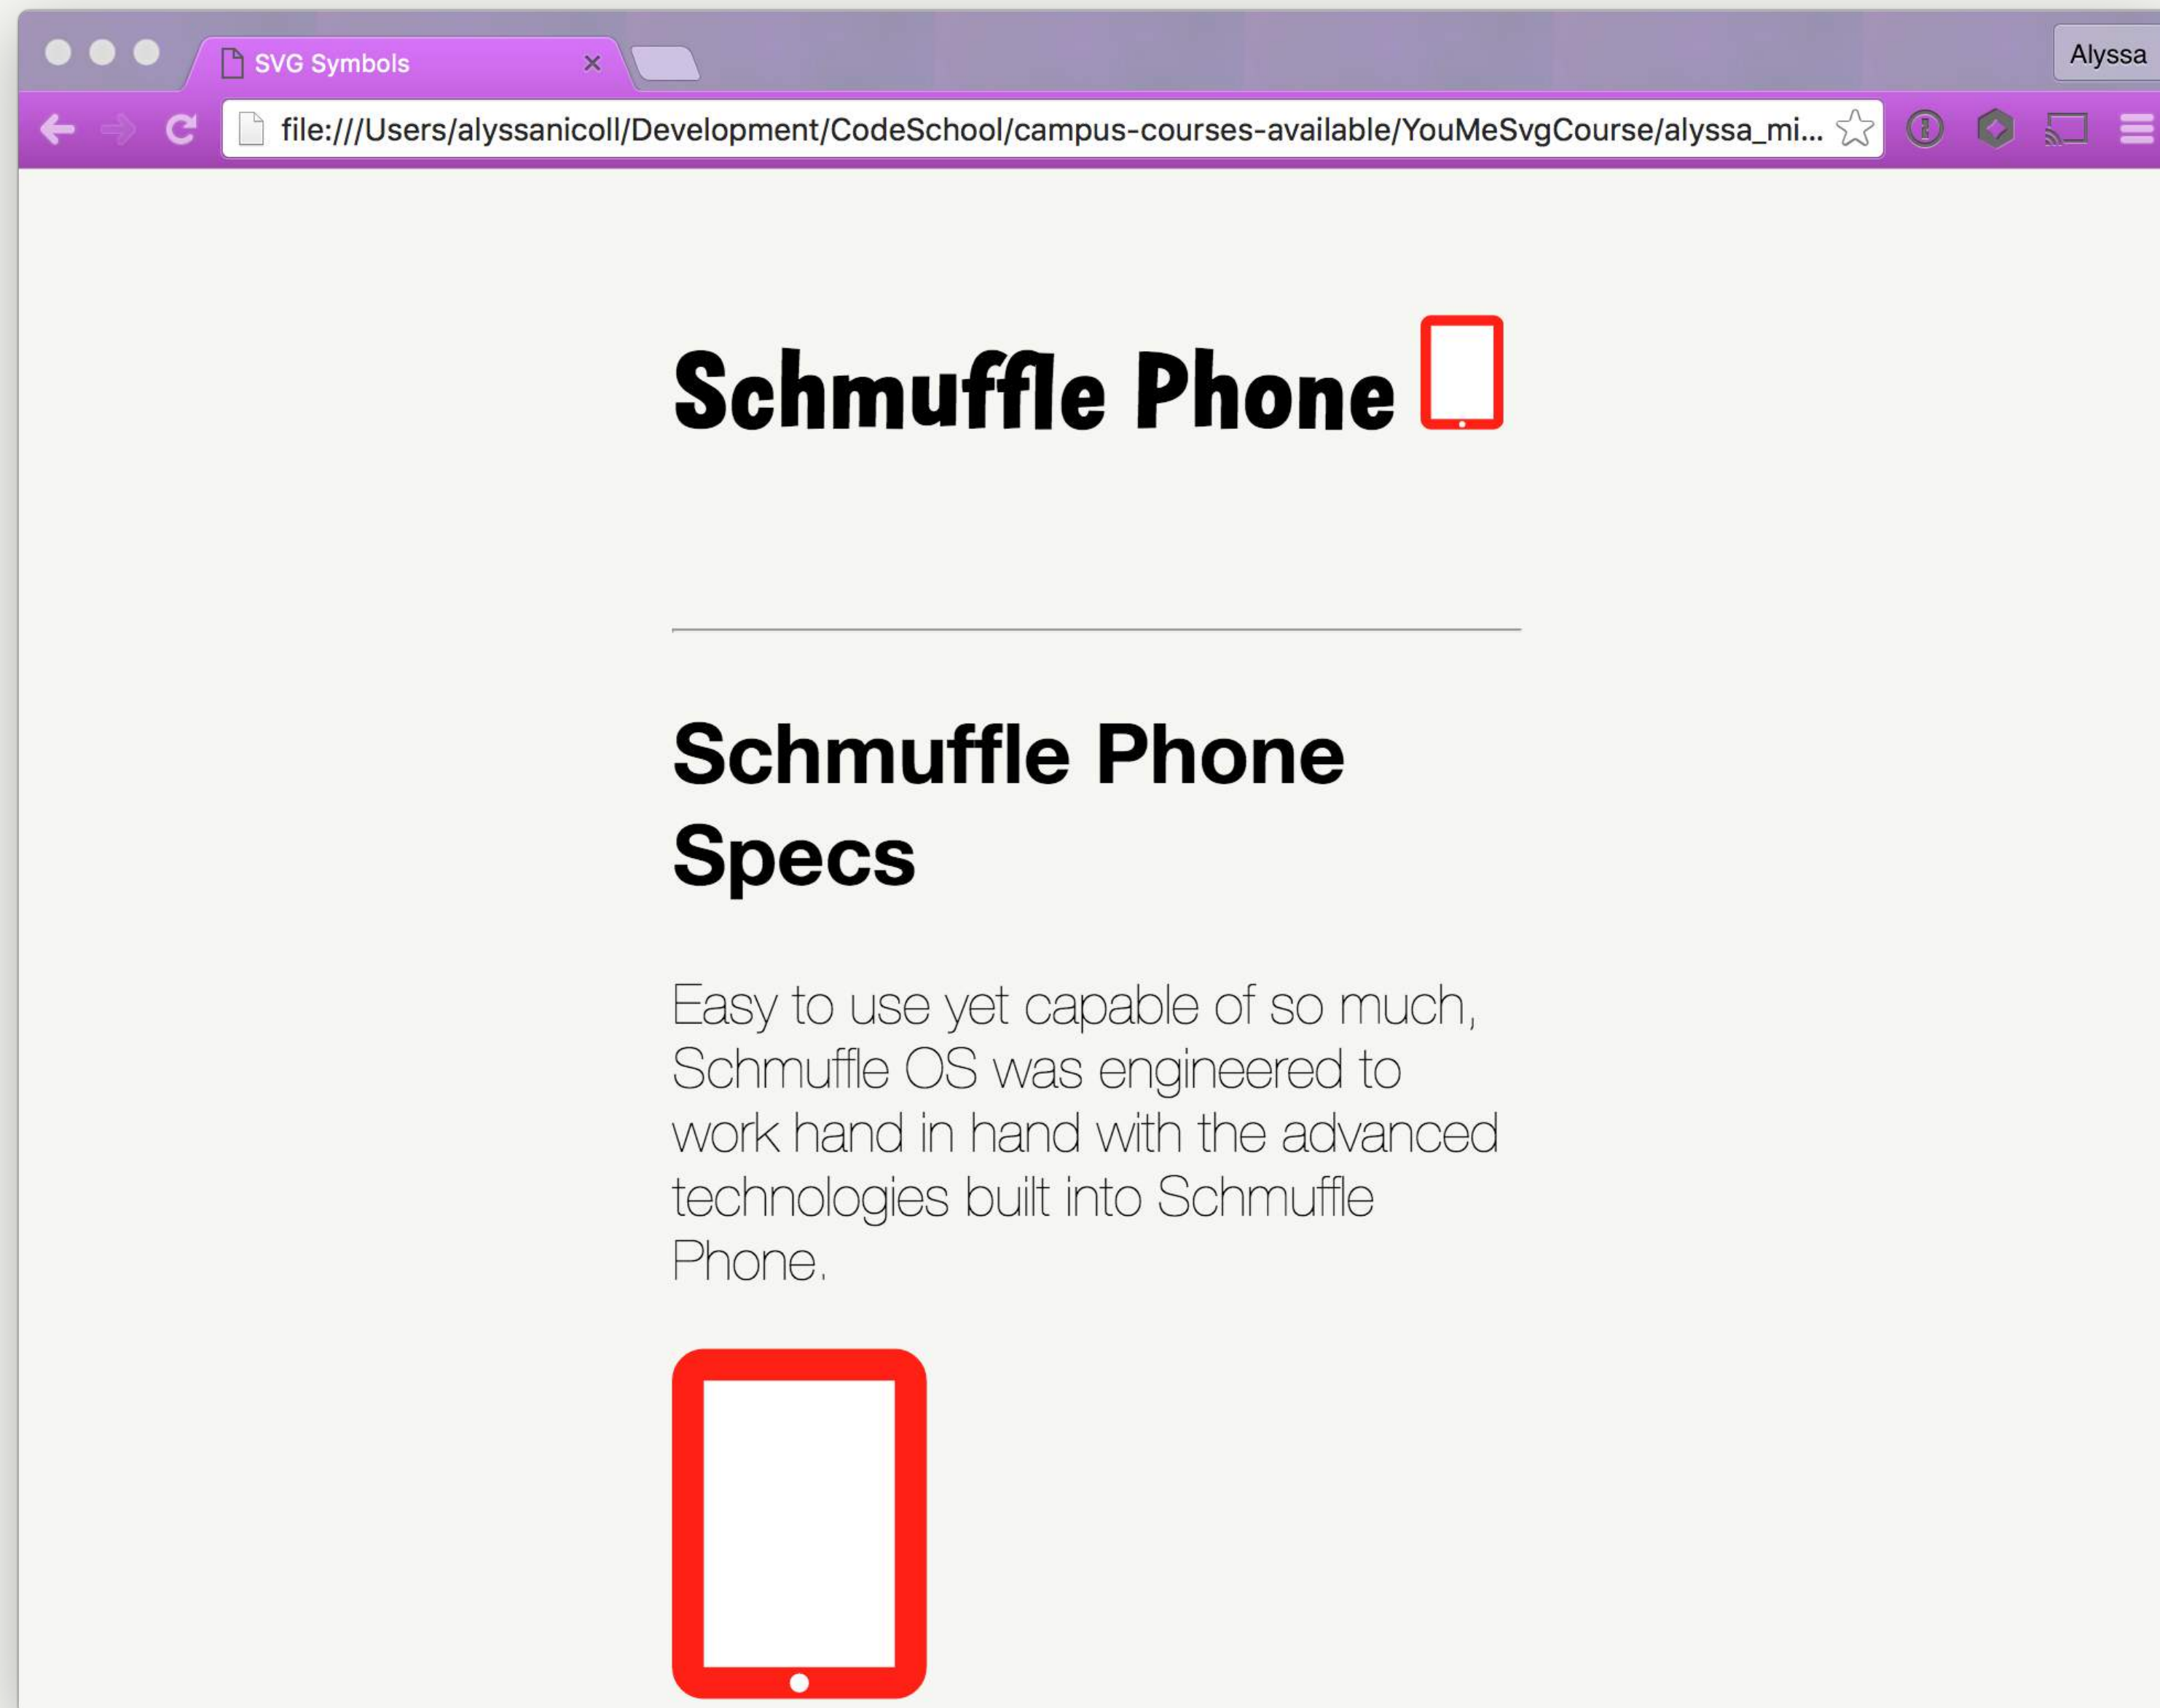 SVG Symbols
Alyssa
file:///Users/alyssanicoll/Development/CodeSchool/campus-courses-available/YouMeSvgCourse/alyssa_mi...
Schmuffle Phone
Schmuffle Phone
Specs
Easy to use yet capable of so much,
Schmuffle OS was engineered to
work hand in hand with the advanced
technologies built into Schmuffle
Phone.